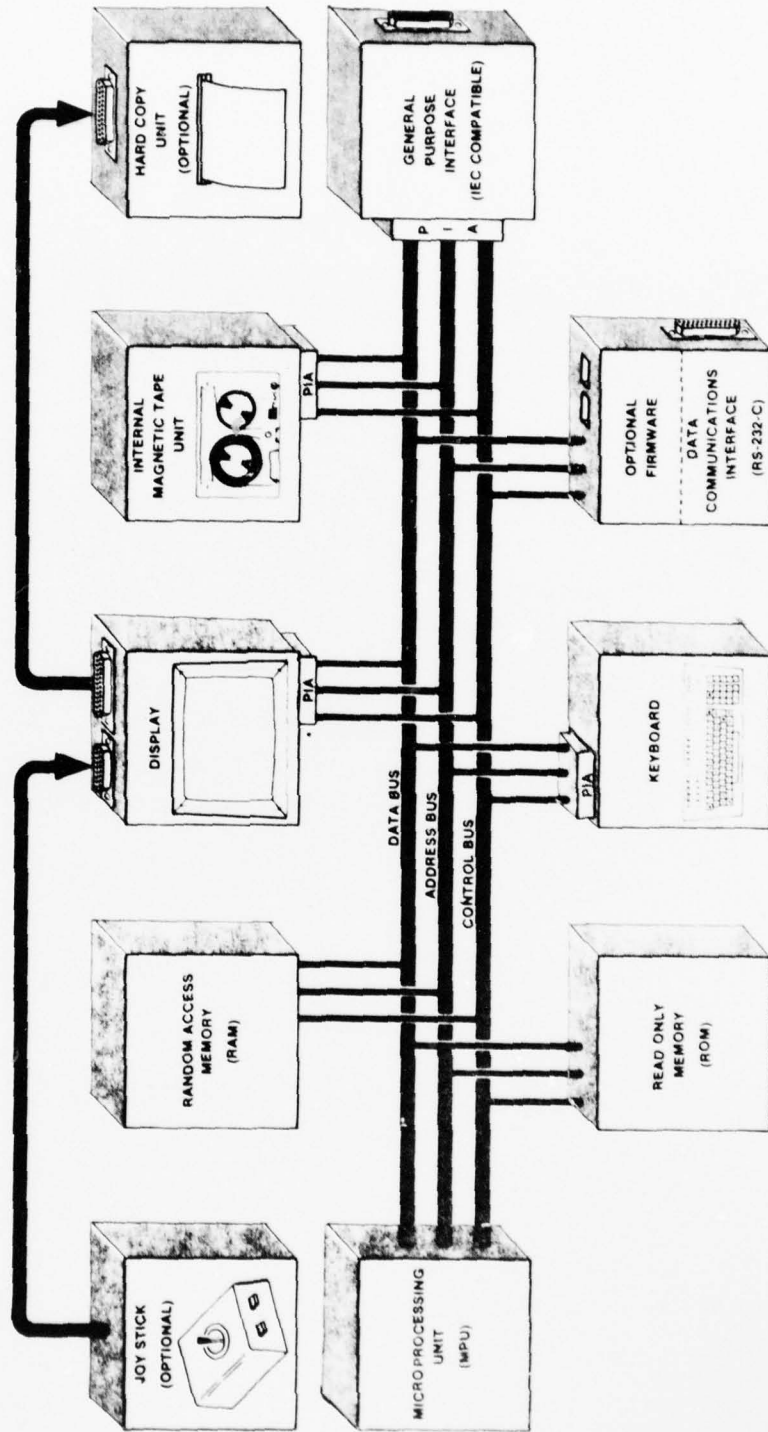 JOY STICK
(OPTIONAL)
RANDOM ACCESS
MEMORY
(RAM)
DISPLAY
PIA
INTERNAL
MAGNETIC TAPE
UNIT
PIA
HARD COPY
UNIT
(OPTIONAL)
MICROPROCESSING
UNIT
(MPU)
DATA BUS
ADDRESS BUS
CONTROL BUS
PIA
GENERAL
PURPOSE
INTERFACE
(IEC COMPATIBLE)
READ ONLY
MEMORY
(ROM)
PIA
KEYBOARD
OPTIONAL
FIRMWARE
DATA
COMMUNICATIONS
INTERFACE
(RS-232-C)